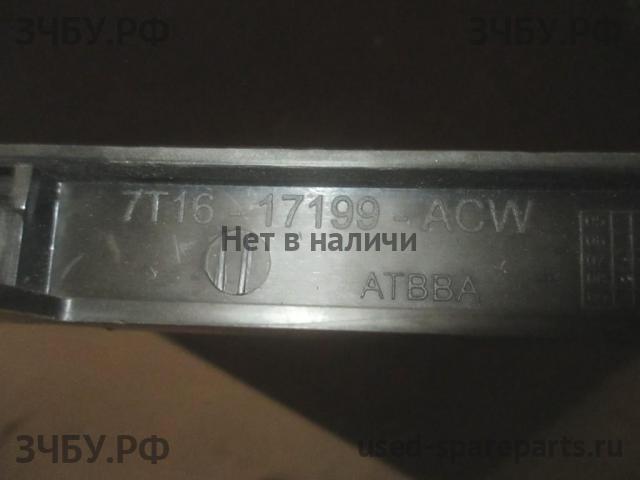 ЗЧБУ.РФ
ЗЧБУ.РФ
7T16-17199-ACW
Нет в наличи
ATBBA
ЗЧБУ.РФ
used-spareparts.ru